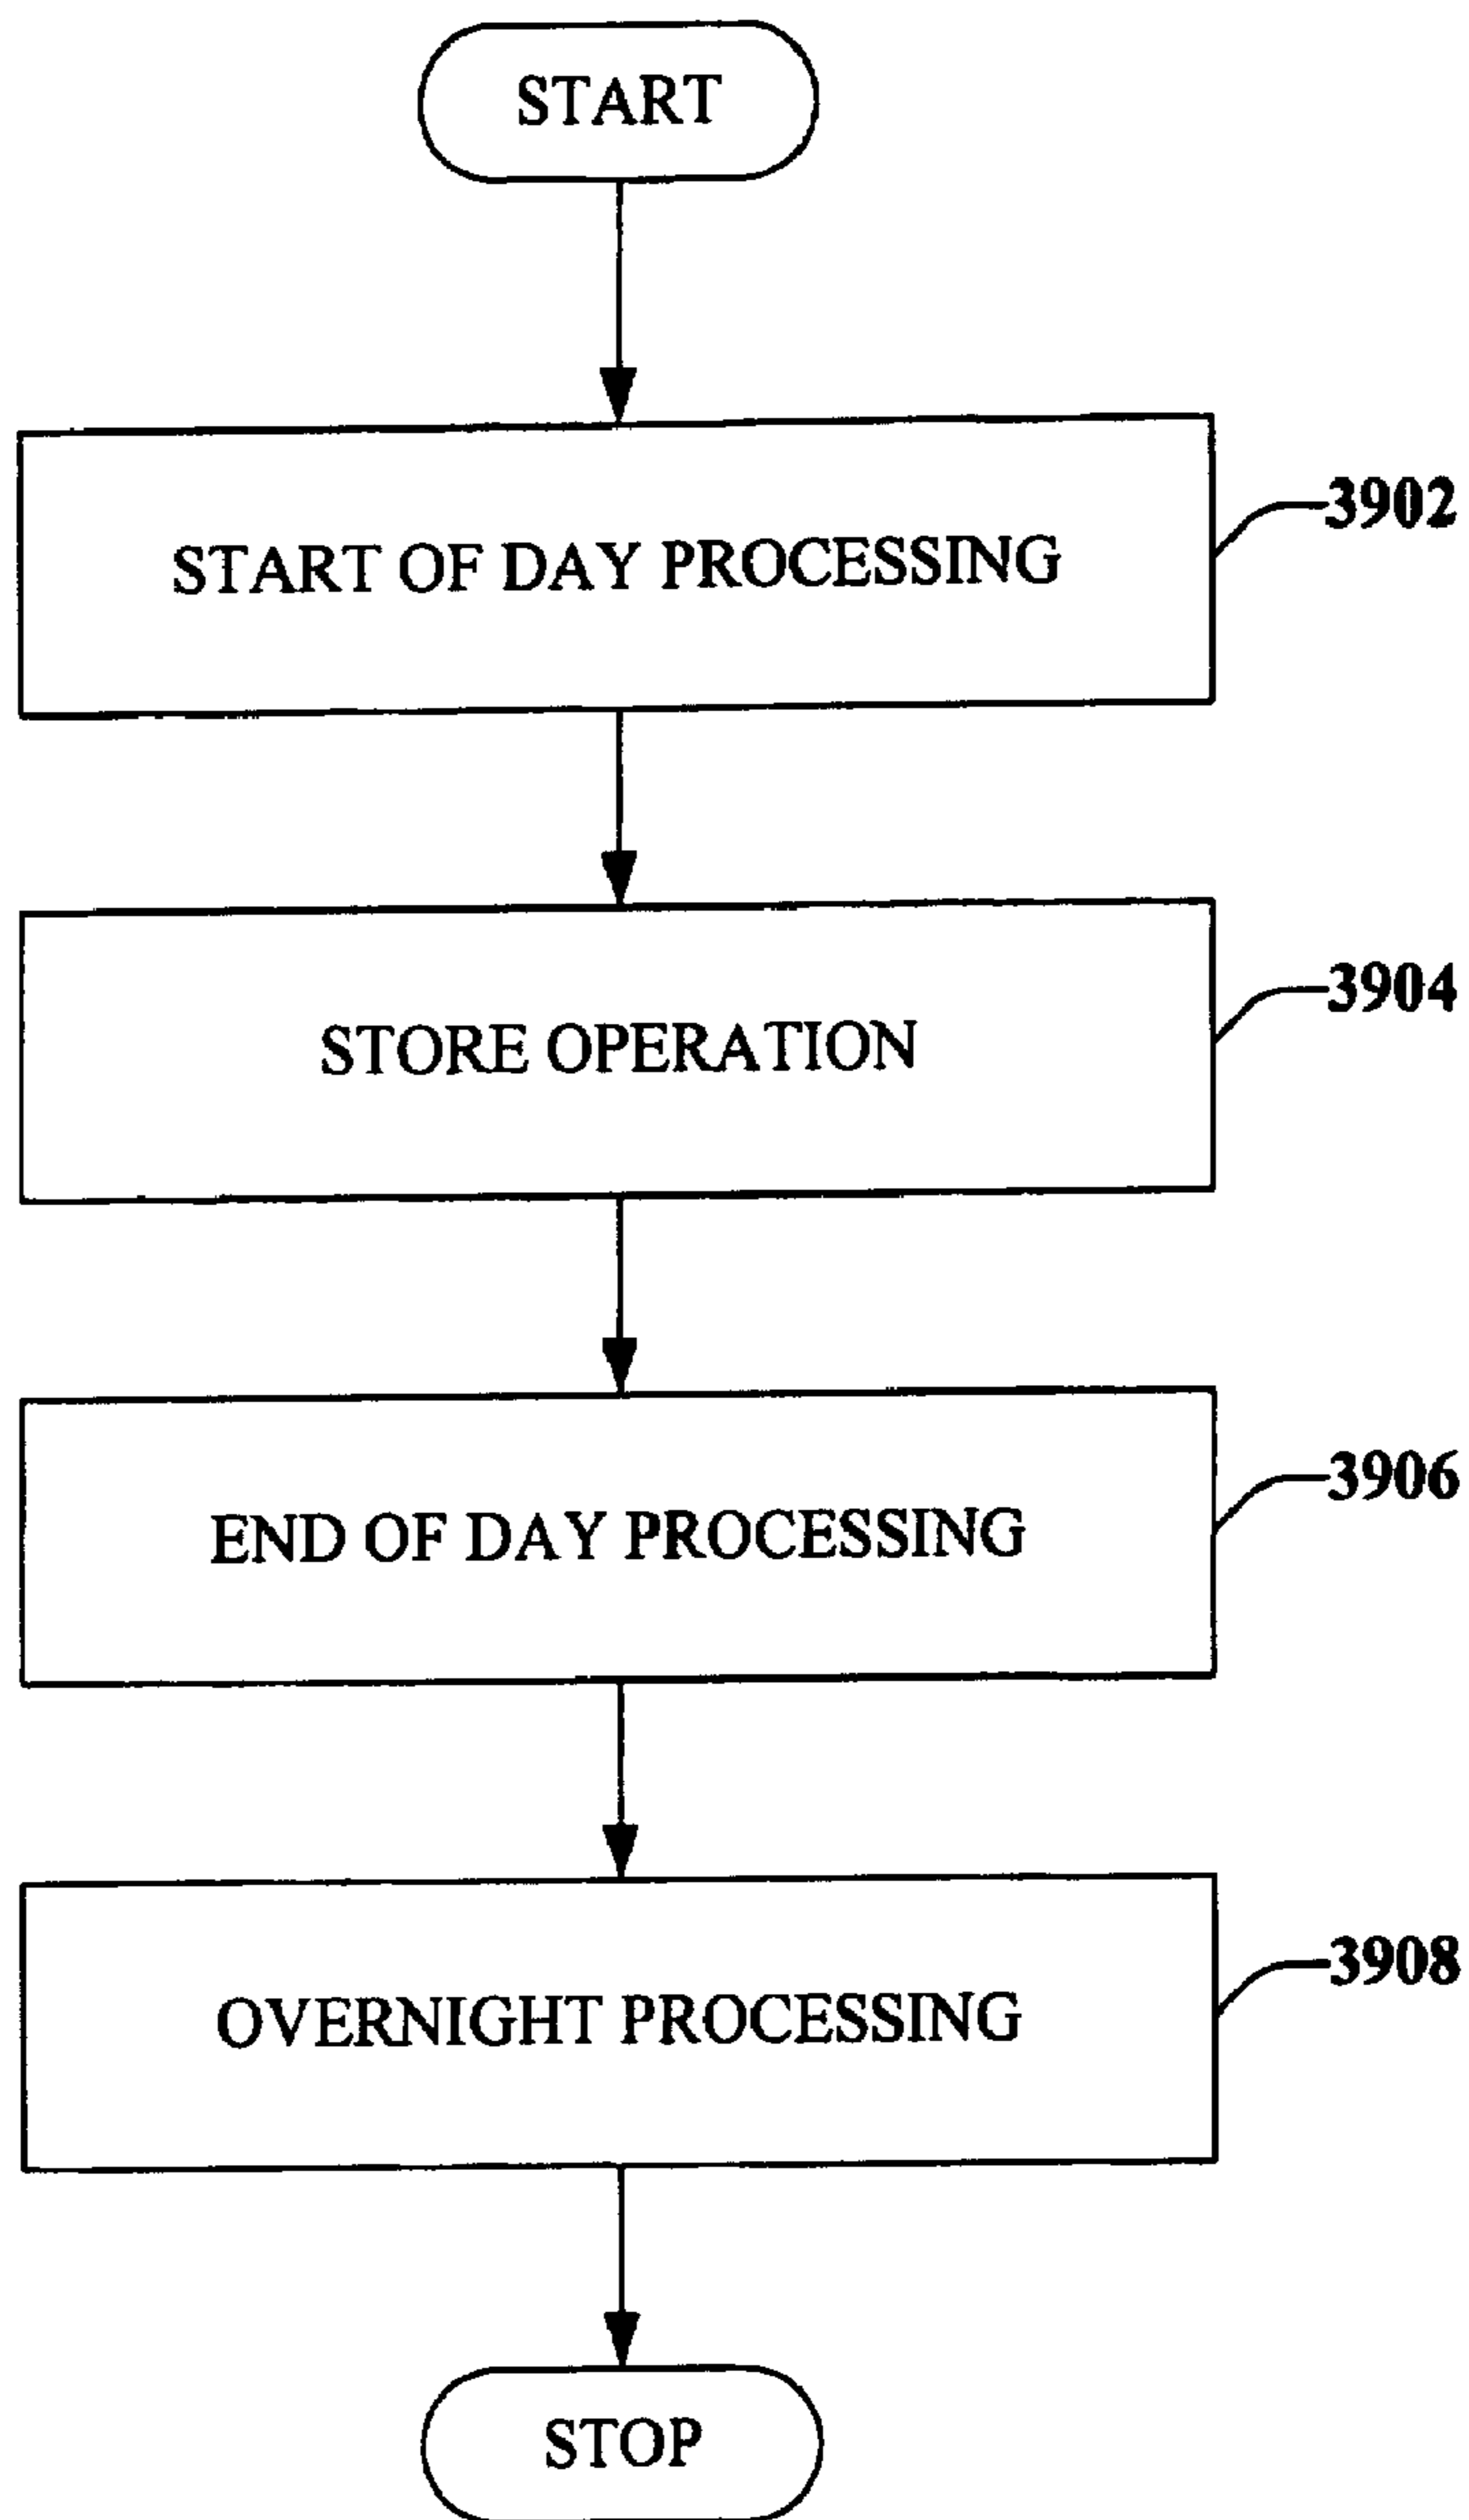 START
3902
START OF DAY PROCESSING
3904
STORE OPERATION
3906
END OF DAY PROCESSING
3908
OVERNIGHT PROCESSING
STOP